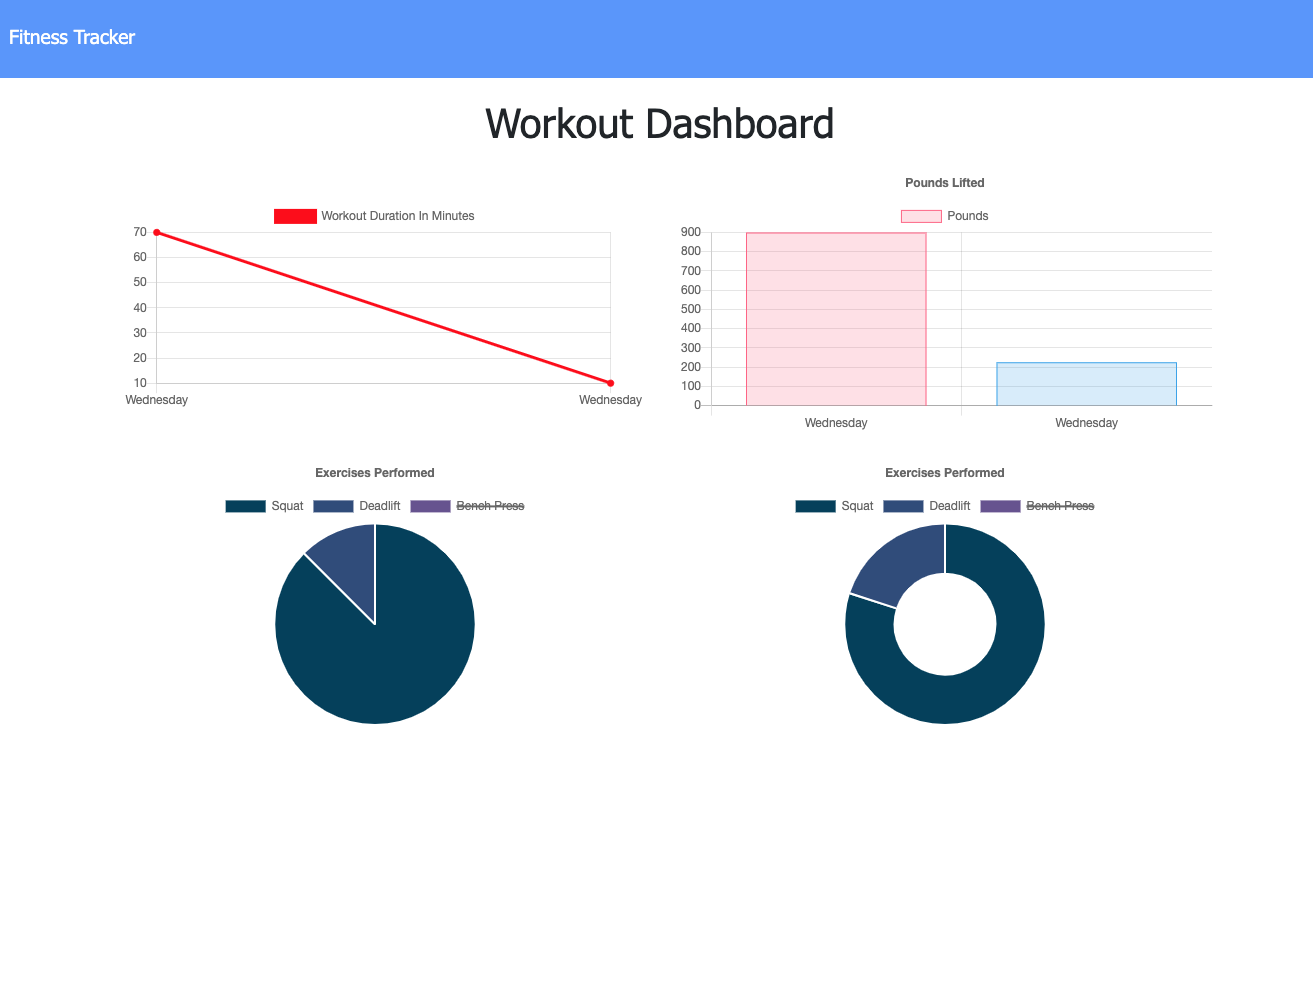 Fitness Tracker
Workout Dashboard
Workout Duration In Minutes
70
60
50
40
30
20
10
Wednesday Wednesday
Pounds Lifted
Pounds
900
800
700
600
500
400
300
200
100
0
Wednesday Wednesday
Exercises Performed
Squat Deadlift Bench Press
Exercises Performed
Squat Deadlift Bench Press